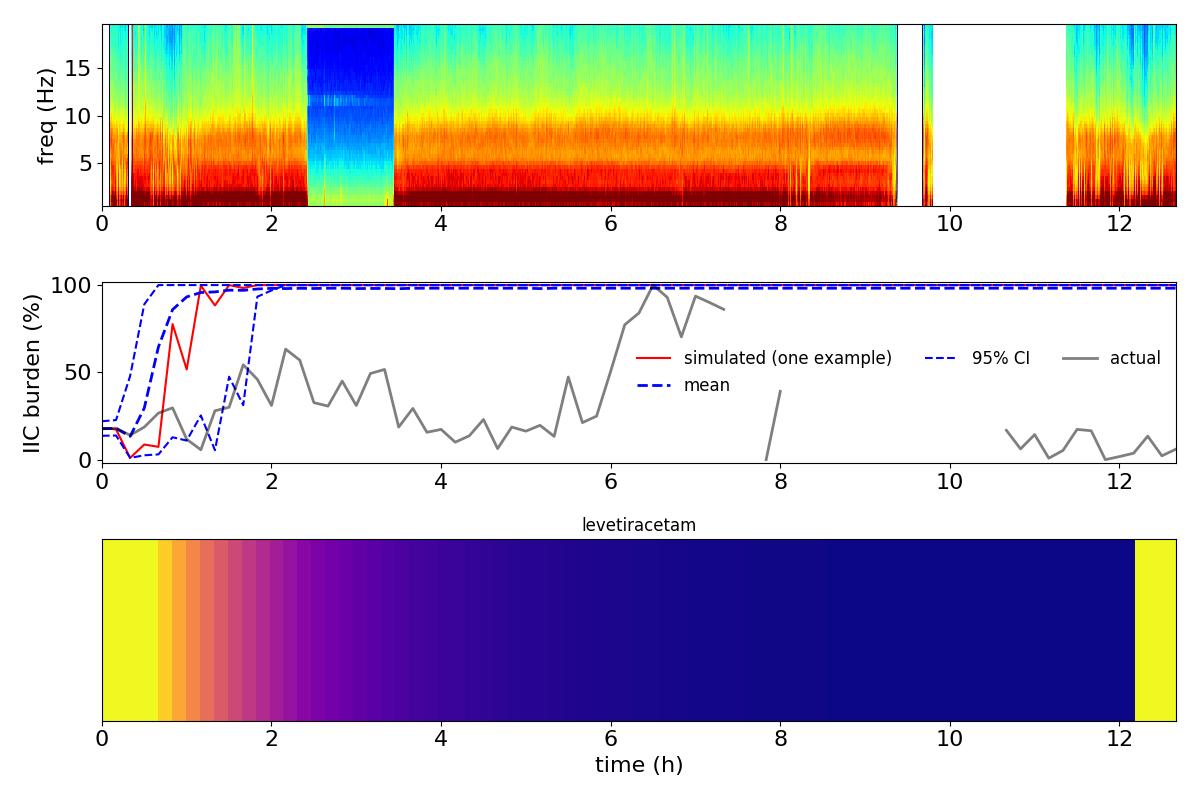 freq (Hz)
15
10
5
0 2 4 6 8 10 12
IIC burden (%)
100
50
0
simulated (one example) 95% CI actual
mean
0 2 4 6 8 10 12
levetiracetam
0 2 4 6 8 10 12
time (h)